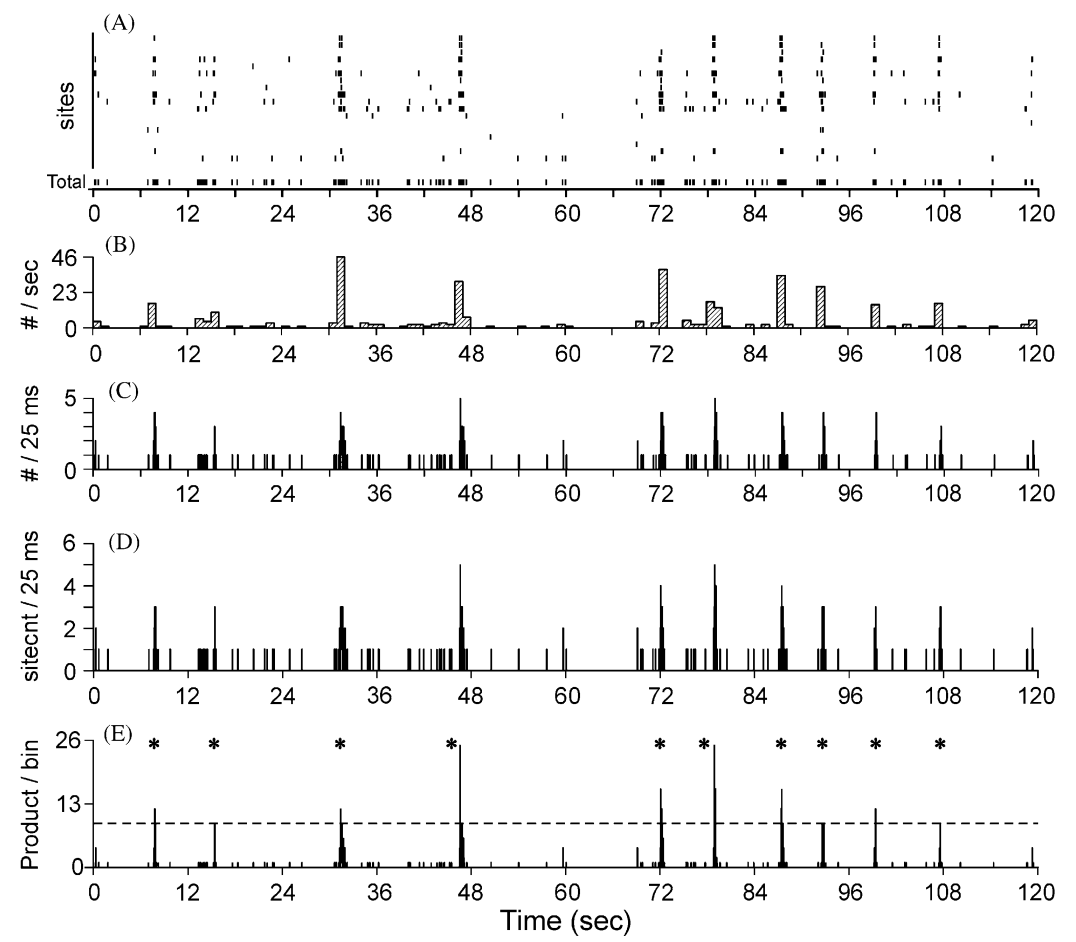 (A)
sites
Total
0 12 24 36 48 60 72 84 96 108 120
(B)
# / sec
46
23
0
0 12 24 36 48 60 72 84 96 108 120
(C)
# / 25 ms
5
0
0 12 24 36 48 60 72 84 96 108 120
(D)
sitecnt / 25 ms
6
4
2
0
0 12 24 36 48 60 72 84 96 108 120
(E)
Product / bin
26
* * * * * * * * * *
13
0
0 12 24 36 48 60 72 84 96 108 120
Time (sec)